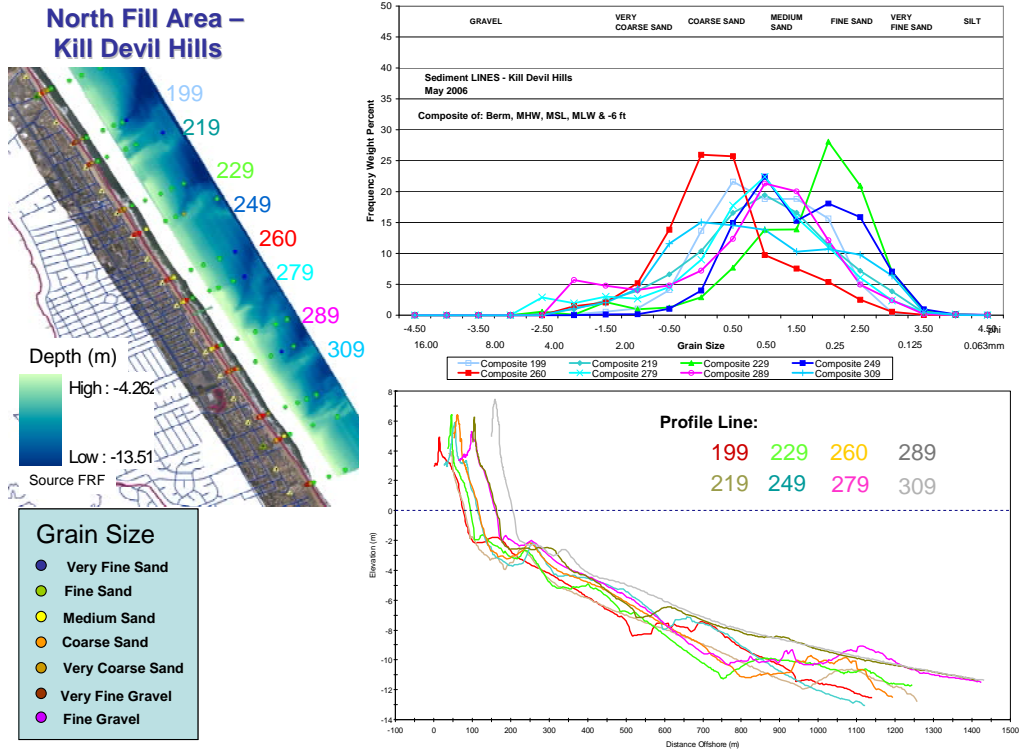 North Fill Area –
Kill Devil Hills
199
219
229
249
260
279
289
309
Depth (m)
High : -4.262
Low : -13.51
Source FRF
Grain Size
Very Fine Sand
Fine Sand
Medium Sand
Coarse Sand
Very Coarse Sand
Very Fine Gravel
Fine Gravel
GRAVEL
VERY COARSE SAND
COARSE SAND
MEDIUM SAND
FINE SAND
VERY FINE SAND
SILT
Sediment LINES - Kill Devil Hills
May 2006
Composite of: Berm, MHW, MSL, MLW & -6 ft
Frequency Weight Percent
50
45
40
35
30
25
20
15
10
5
0
-4.50 -3.50 -2.50 -1.50 -0.50 0.50 1.50 2.50 3.50 4.50 phi
16.00 8.00 4.00 2.00 Grain Size 0.50 0.25 0.125 0.063mm
Composite 199 Composite 219 Composite 229 Composite 249
Composite 260 Composite 279 Composite 289 Composite 309
Profile Line:
199 229 260 289
219 249 279 309
Elevation (m)
8
6
4
2
0
-2
-4
-6
-8
-10
-12
-14
-100 0 100 200 300 400 500 600 700 800 900 1000 1100 1200 1300 1400 1500
Distance Offshore (m)